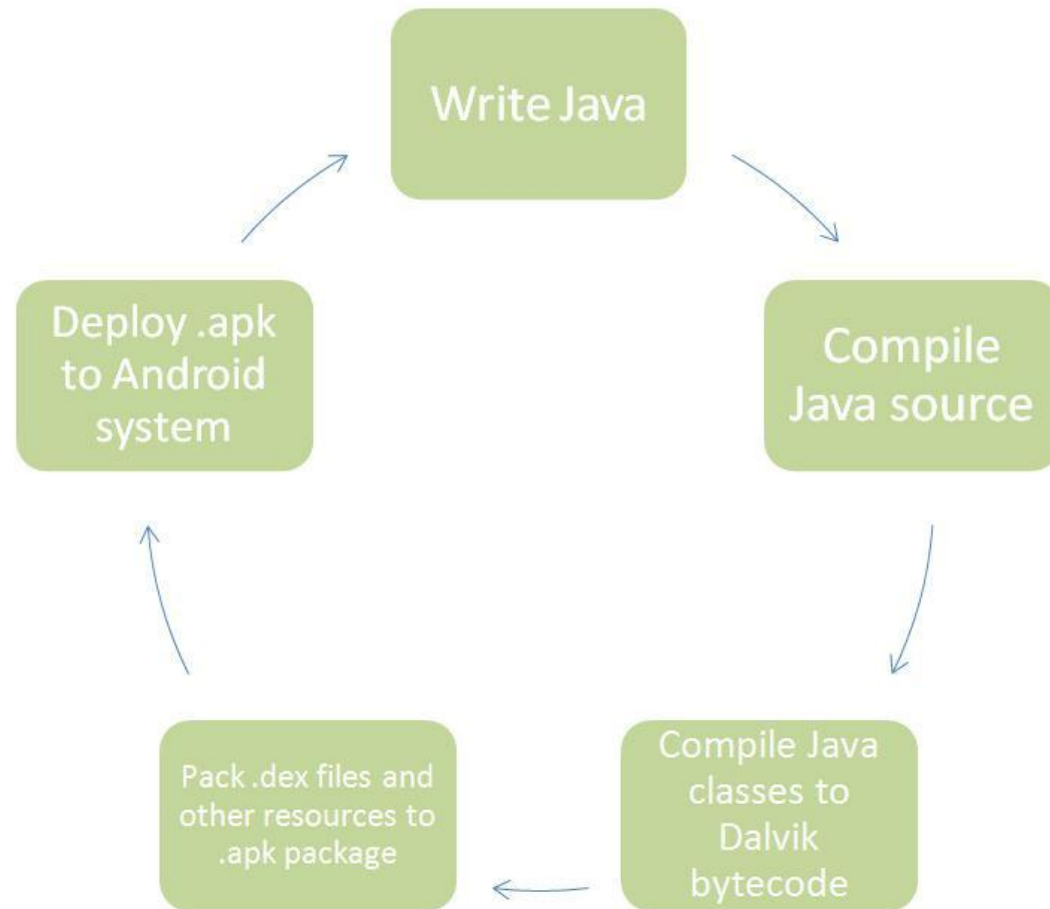 Write Java
Compile
Java source
Compile Java
classes to
Dalvik
bytecode
Pack .dex files and
other resources to
.apk package
Deploy .apk
to Android
system